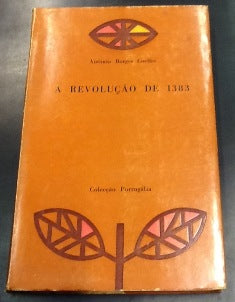 António Borges Coelho
A REVOLUÇÃO DE 1383
Colecção Portugália